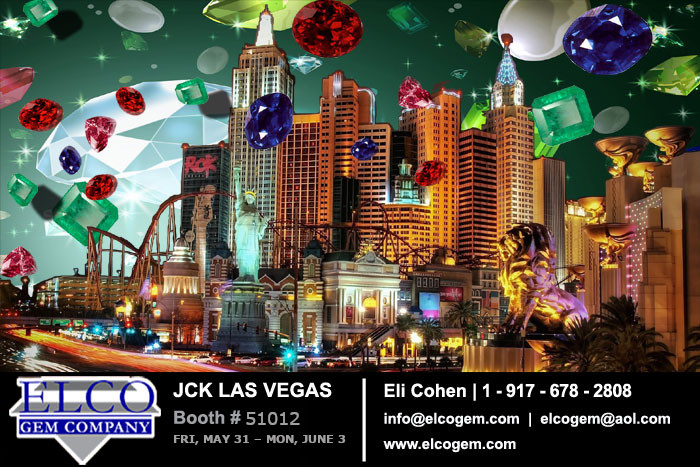 ELCO
GEM COMPANY
JCK LAS VEGAS
Booth # 51012
FRI, MAY 31 – MON, JUNE 3
Eli Cohen | 1 - 917 - 678 - 2808
info@elcogem.com | elcogem@aol.com
www.elcogem.com